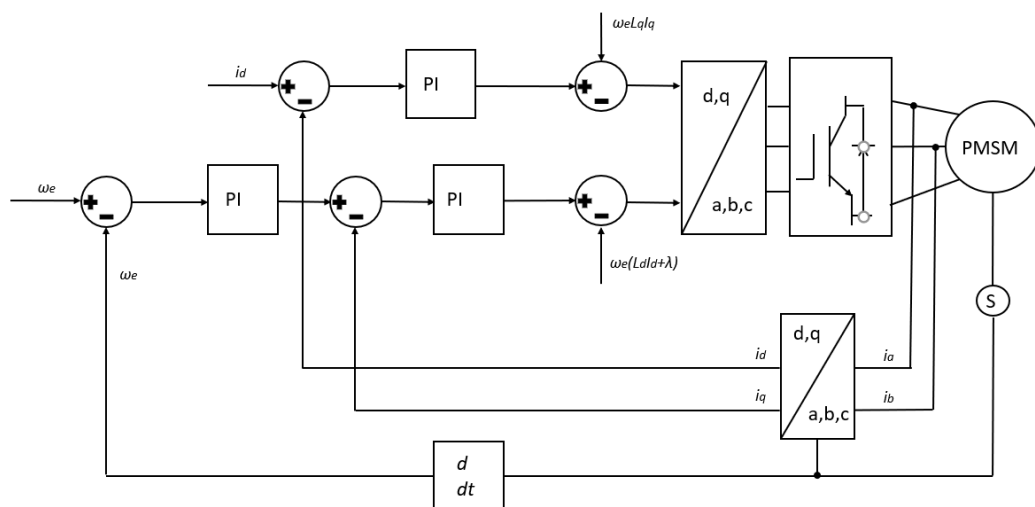 ωeLqIq
id
PI
d,q
a,b,c
PMSM
ωe
PI
PI
ωe
ωe(LdId+λ)
S
d,q
a,b,c
id
ia
iq
ib
d
dt